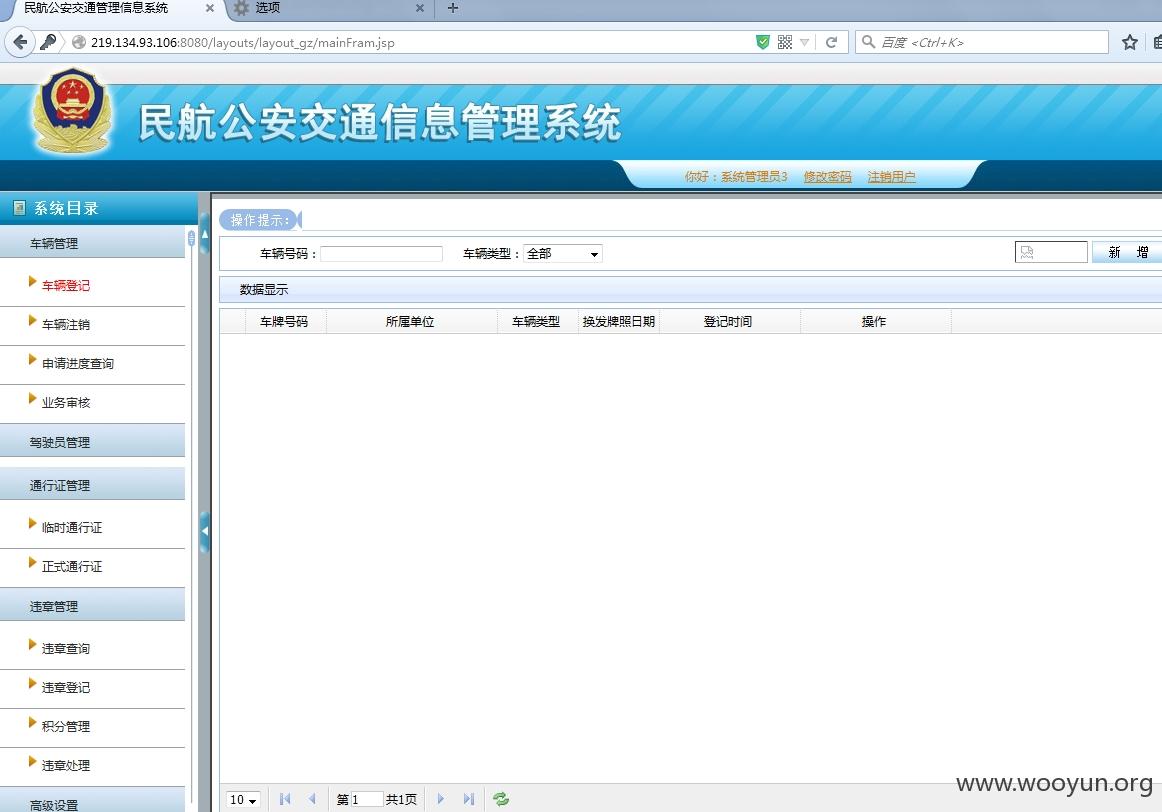 民航公安交通管理信息系统
选项
219.134.93.106:8080/layouts/layout_gz/mainFram.jsp
百度 <Ctrl+K>
民航公安交通信息管理系统
你好：系统管理员3 修改密码 注销用户
系统目录
车辆管理
车辆登记
车辆注销
申请进度查询
业务审核
驾驶员管理
通行证管理
临时通行证
正式通行证
违章管理
违章查询
违章登记
积分管理
违章处理
高级设置
操作提示：
车辆号码： 车辆类型： 全部 新 增
数据显示
车牌号码 所属单位 车辆类型 换发牌照日期 登记时间 操作
10 第 1 共1页
www.wooyun.org